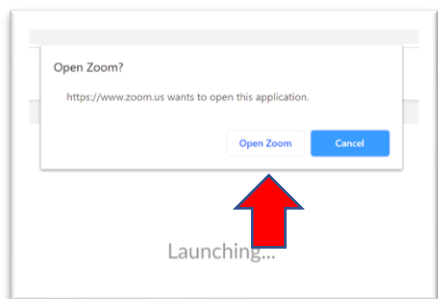 Open Zoom?
https://www.zoom.us wants to open this application.
Open Zoom Cancel
Launching...